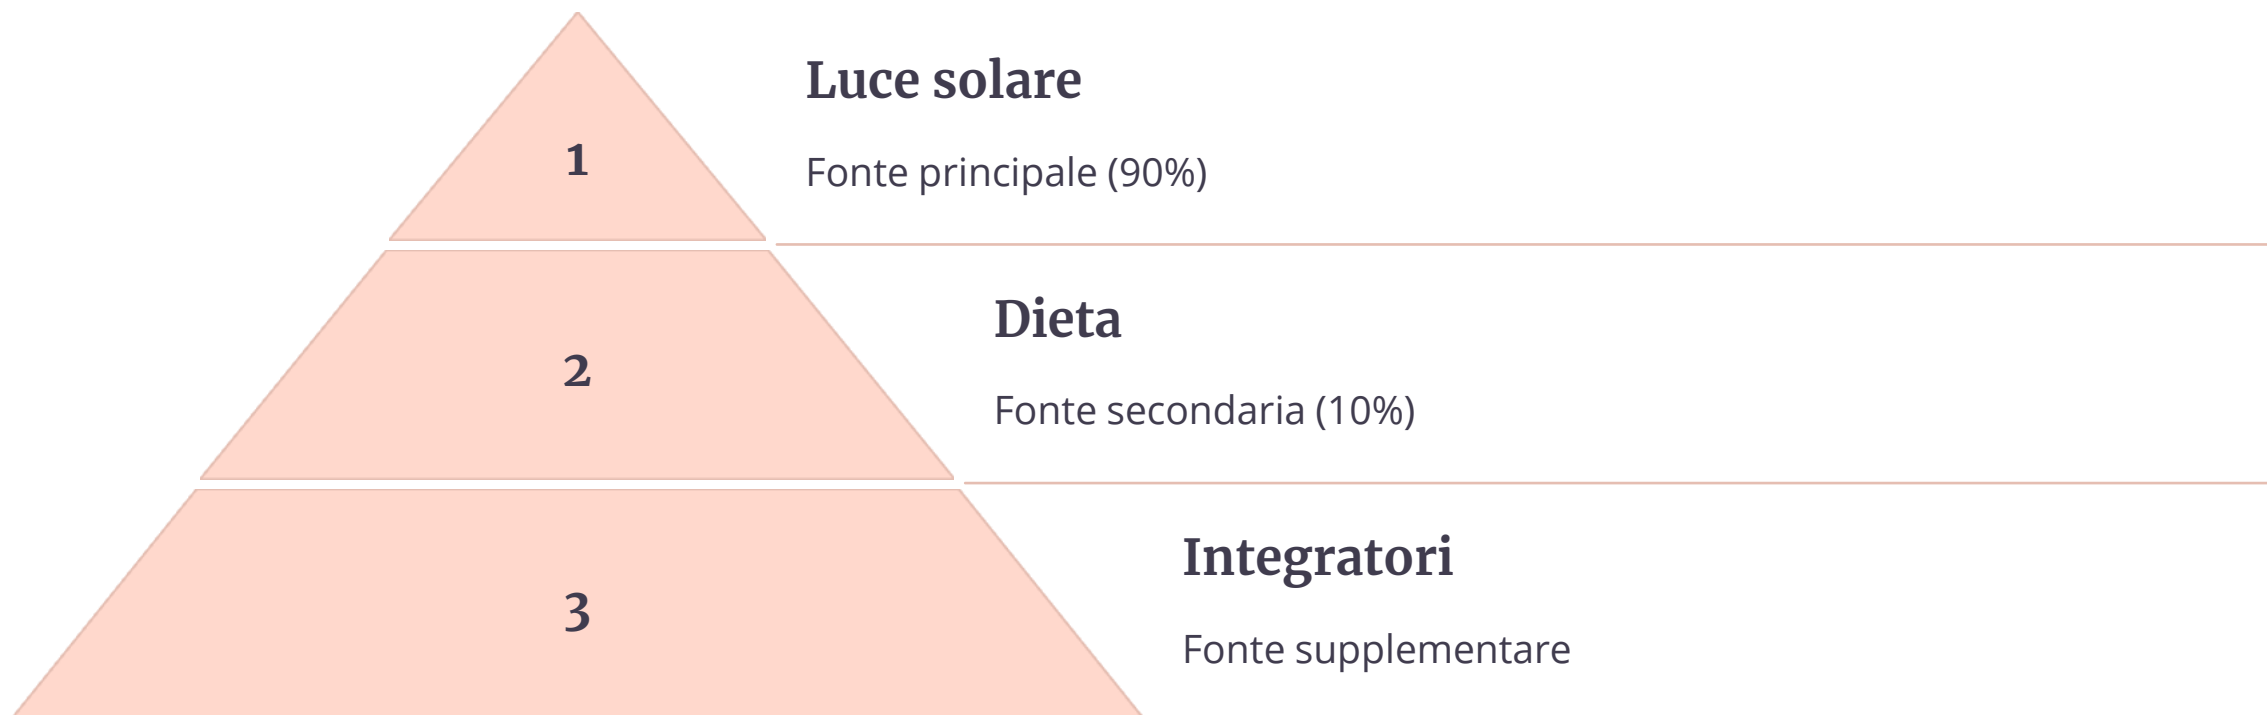 1
Luce solare
Fonte principale (90%)
2
Dieta
Fonte secondaria (10%)
3
Integratori
Fonte supplementare